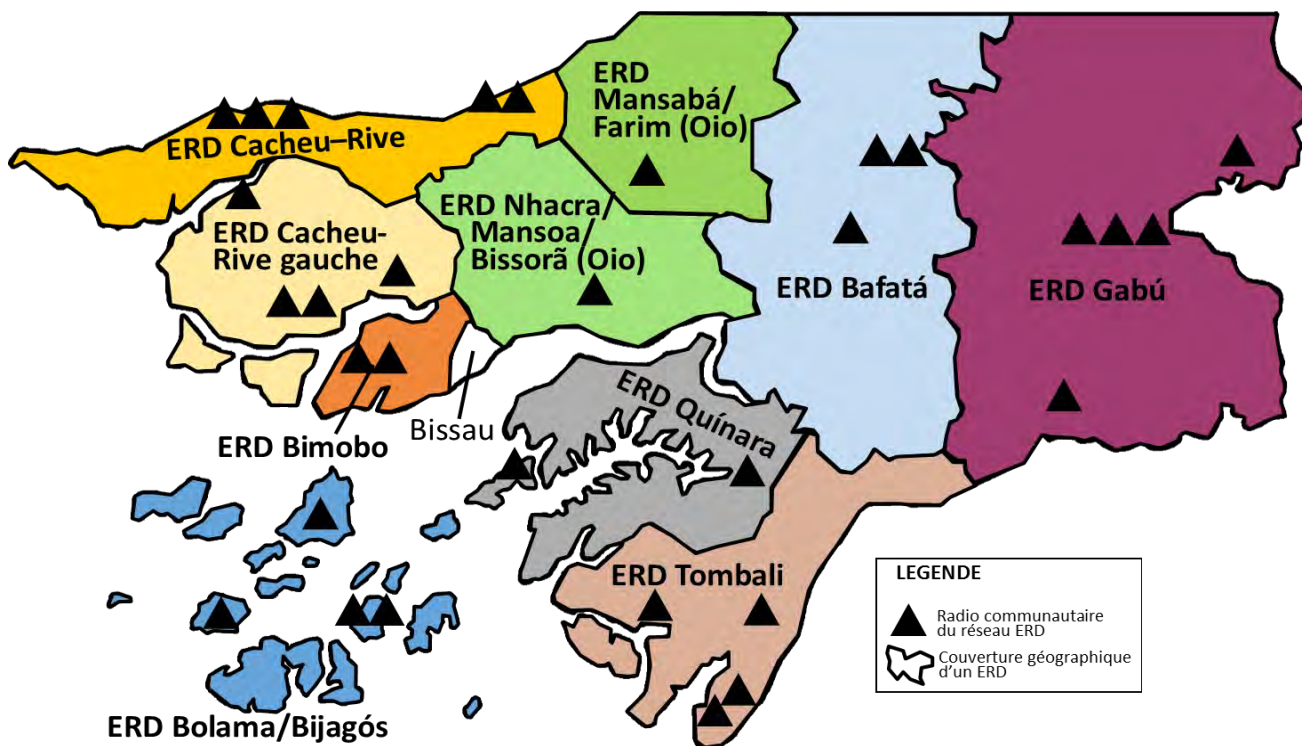 ERD
Mansabá/
Farim (Oio)
ERD Cacheu–Rive
ERD Nhacra/
Mansoa/
Bissorã (Oio)
ERD Cacheu-
Rive gauche
ERD Bafatá
ERD Gabú
ERD Quínara
Bissau
ERD Bimobo
ERD Tombali
ERD Bolama/Bijagós
LEGENDE
Radio communautaire
du réseau ERD
Couverture géographique
d'un ERD